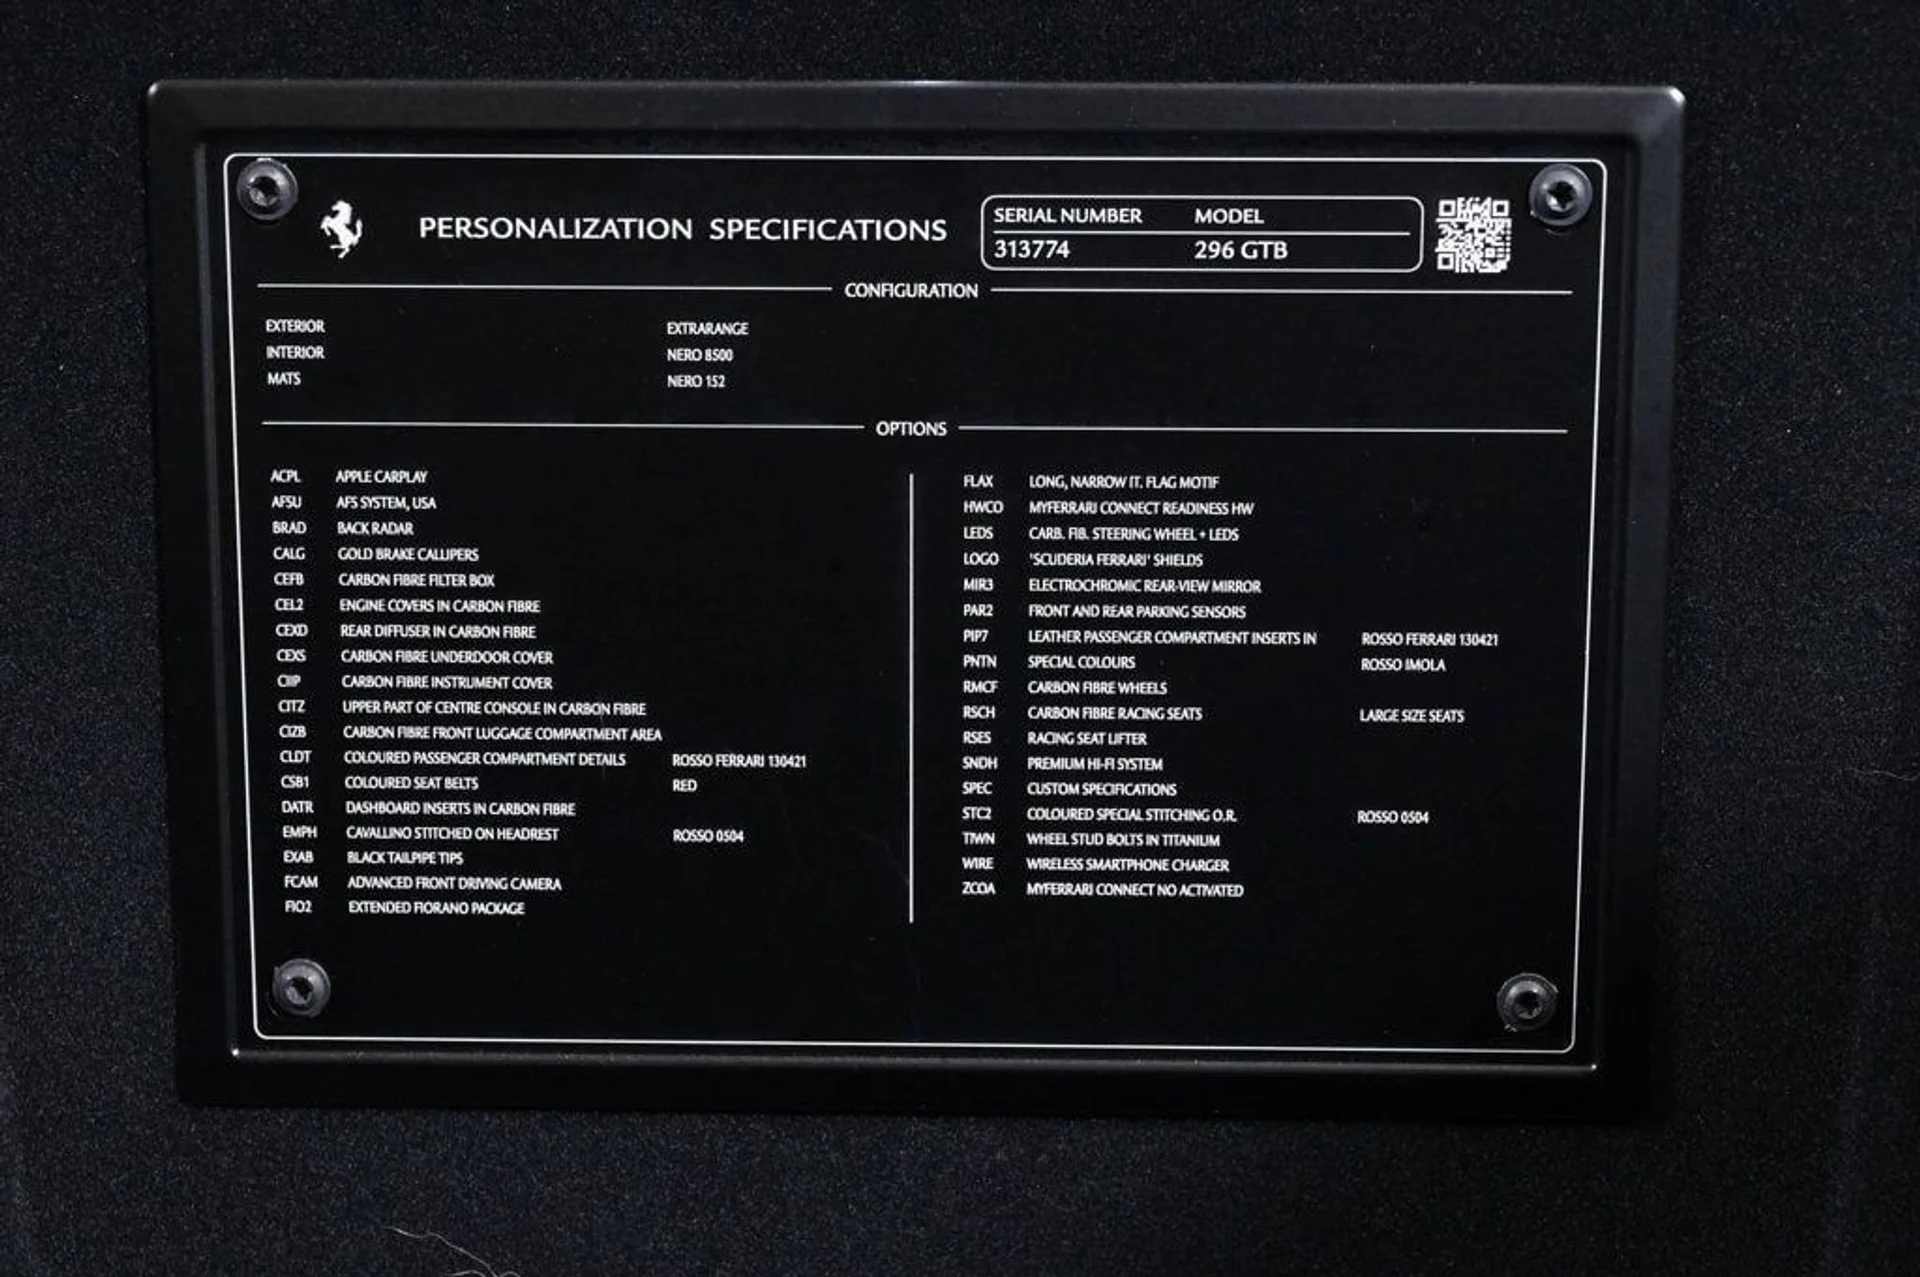 PERSONALIZATION SPECIFICATIONS
SERIAL NUMBER MODEL
313774 296 GTB
CONFIGURATION
EXTERIOR EXTRARANGE
INTERIOR NERO 8500
MATS NERO 152
OPTIONS
ACPL APPLE CARPLAY
AFSU AFS SYSTEM, USA
BRAD BACK RADAR
CALG GOLD BRAKE CALLIPERS
CEFB CARBON FIBRE FILTER BOX
CEL2 ENGINE COVERS IN CARBON FIBRE
CEXD REAR DIFFUSER IN CARBON FIBRE
CEXS CARBON FIBRE UNDERDOOR COVER
CIIP CARBON FIBRE INSTRUMENT COVER
CITZ UPPER PART OF CENTRE CONSOLE IN CARBON FIBRE
CIZB CARBON FIBRE FRONT LUGGAGE COMPARTMENT AREA
CLDT COLOURED PASSENGER COMPARTMENT DETAILS ROSSO FERRARI 130421
CSB1 COLOURED SEAT BELTS RED
DATR DASHBOARD INSERTS IN CARBON FIBRE
EMPH CAVALLINO STITCHED ON HEADREST ROSSO 0504
EXAB BLACK TAILPIPE TIPS
FCAM ADVANCED FRONT DRIVING CAMERA
FIO2 EXTENDED FIORANO PACKAGE
FLAX LONG, NARROW IT. FLAG MOTIF
HWCO MYFERRARI CONNECT READINESS HW
LEDS CARB. FIB. STEERING WHEEL + LEDS
LOGO 'SCUDERIA FERRARI' SHIELDS
MIR3 ELECTROCHROMIC REAR-VIEW MIRROR
PAR2 FRONT AND REAR PARKING SENSORS
PIP7 LEATHER PASSENGER COMPARTMENT INSERTS IN ROSSO FERRARI 130421
PNTN SPECIAL COLOURS ROSSO IMOLA
RMCF CARBON FIBRE WHEELS
RSCH CARBON FIBRE RACING SEATS LARGE SIZE SEATS
RSES RACING SEAT LIFTER
SNDH PREMIUM HI-FI SYSTEM
SPEC CUSTOM SPECIFICATIONS
STC2 COLOURED SPECIAL STITCHING O.R. ROSSO 0504
TIWN WHEEL STUD BOLTS IN TITANIUM
WIRE WIRELESS SMARTPHONE CHARGER
ZCOA MYFERRARI CONNECT NO ACTIVATED